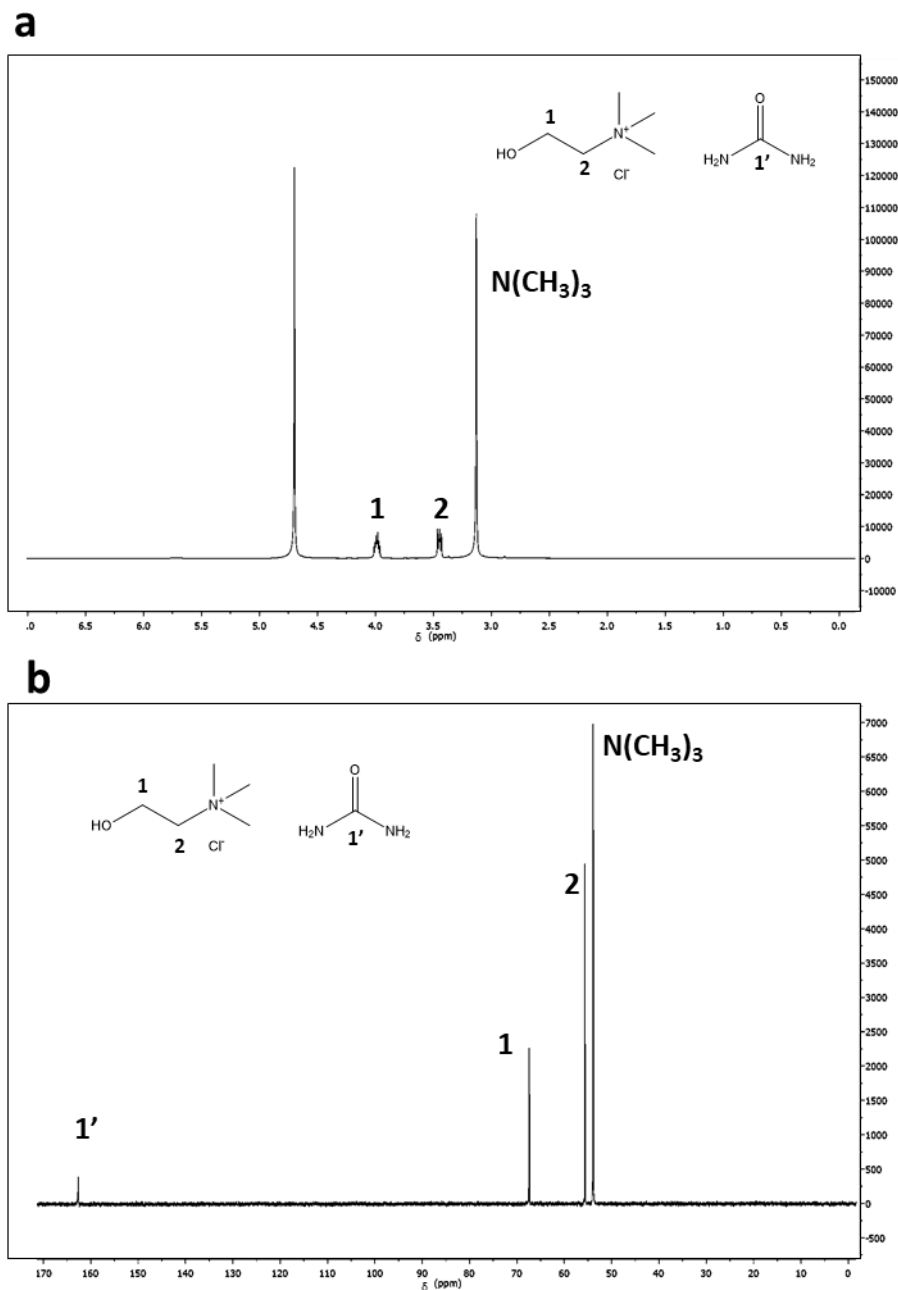 a
1
O
N⁺
HO
2
Cl⁻
H₂N
1'
NH₂
N(CH₃)₃
1
2
150000
140000
130000
120000
110000
100000
90000
80000
70000
60000
50000
40000
30000
20000
10000
0
-10000
.0 6.5 6.0 5.5 5.0 4.5 4.0 3.5 3.0 2.5 2.0 1.5 1.0 0.5 0.0
δ (ppm)
b
1
O
N⁺
HO
2
Cl⁻
H₂N
1'
NH₂
N(CH₃)₃
2
1
1'
7000
6500
6000
5500
5000
4500
4000
3500
3000
2500
2000
1500
1000
500
0
-500
170 160 150 140 130 120 110 100 90 80 70 60 50 40 30 20 10 0
δ (ppm)